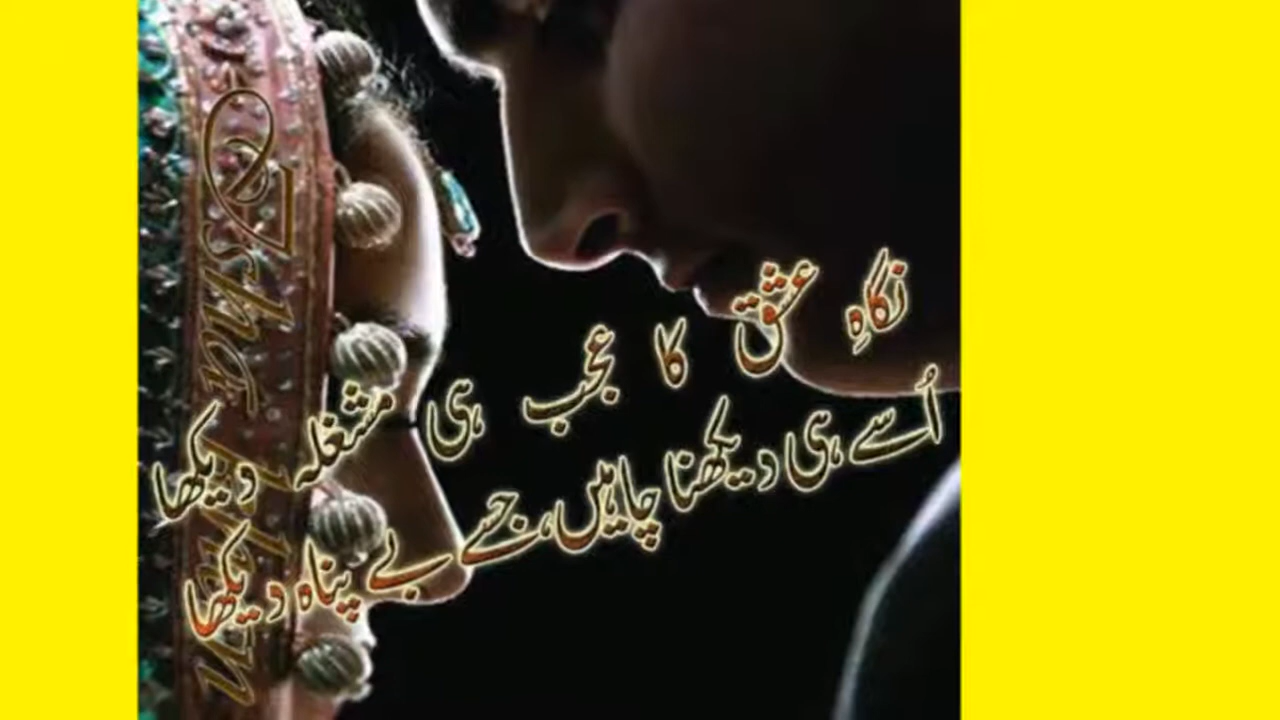 نگاہِ عشق کا عجب ہی مشغلہ دیکھا
اُسے ہی دیکھنا چاہیں، جسے بے پناہ دیکھا